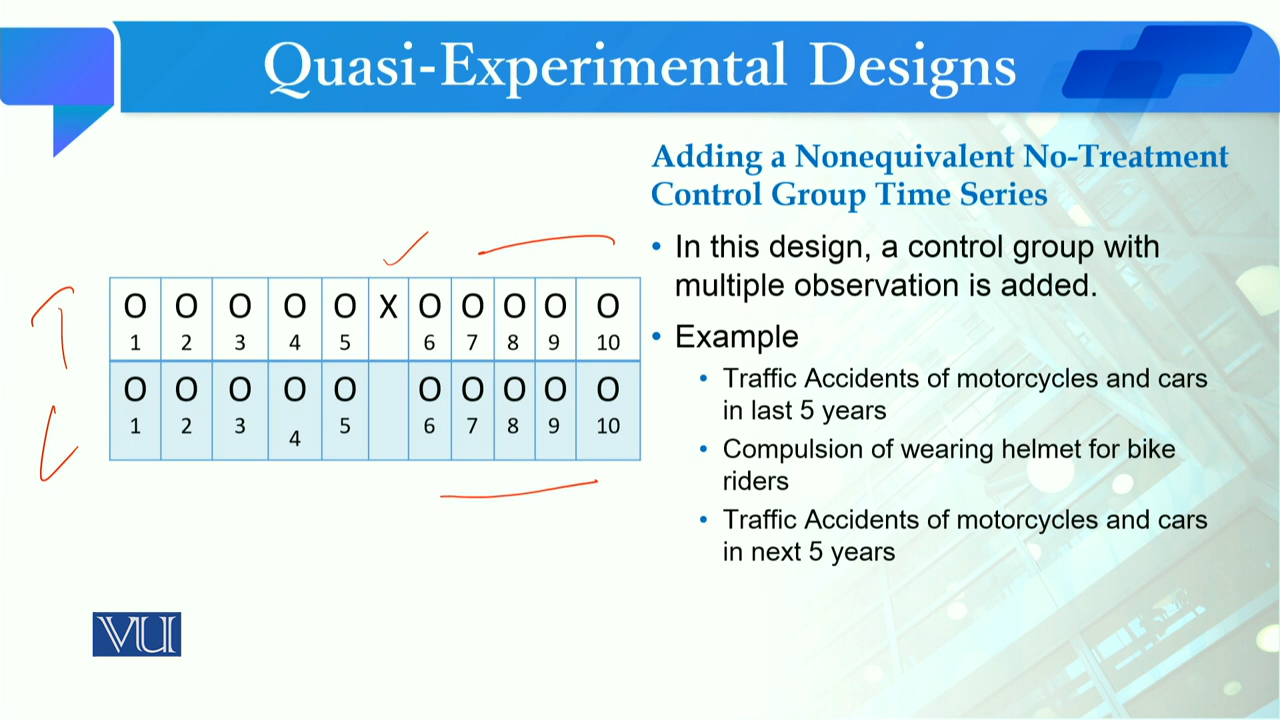 Quasi-Experimental Designs
Adding a Nonequivalent No-Treatment
Control Group Time Series
• In this design, a control group with
multiple observation is added.
• Example
• Traffic Accidents of motorcycles and cars
in last 5 years
• Compulsion of wearing helmet for bike
riders
• Traffic Accidents of motorcycles and cars
in next 5 years
T
O O O O O X O O O O O
1 2 3 4 5 6 7 8 9 10
C
O O O O O O O O O O
1 2 3 4 5 6 7 8 9 10
VU